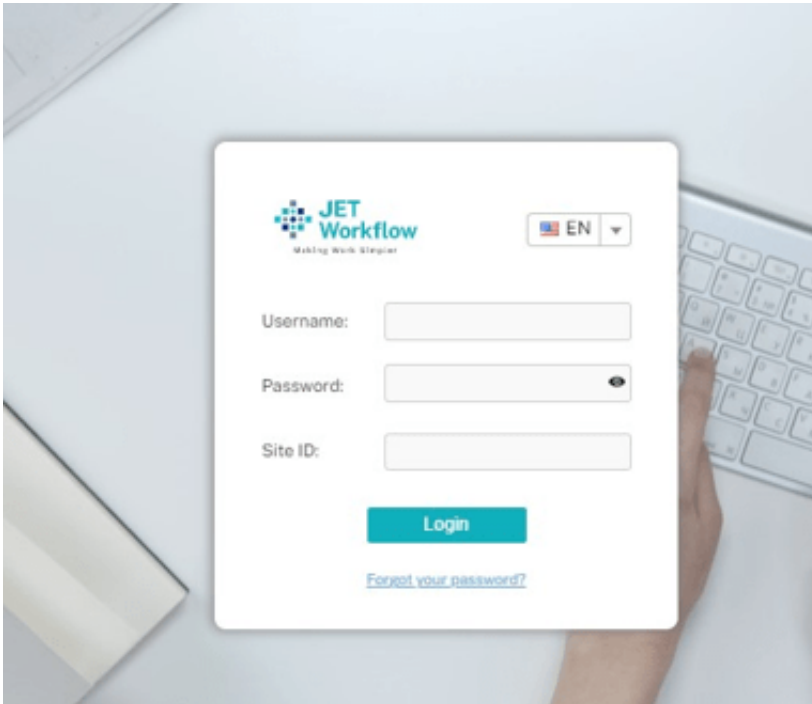 JET
Workflow
Making Work Simpler
EN
Username:
Password:
Site ID:
Login
Forgot your password?